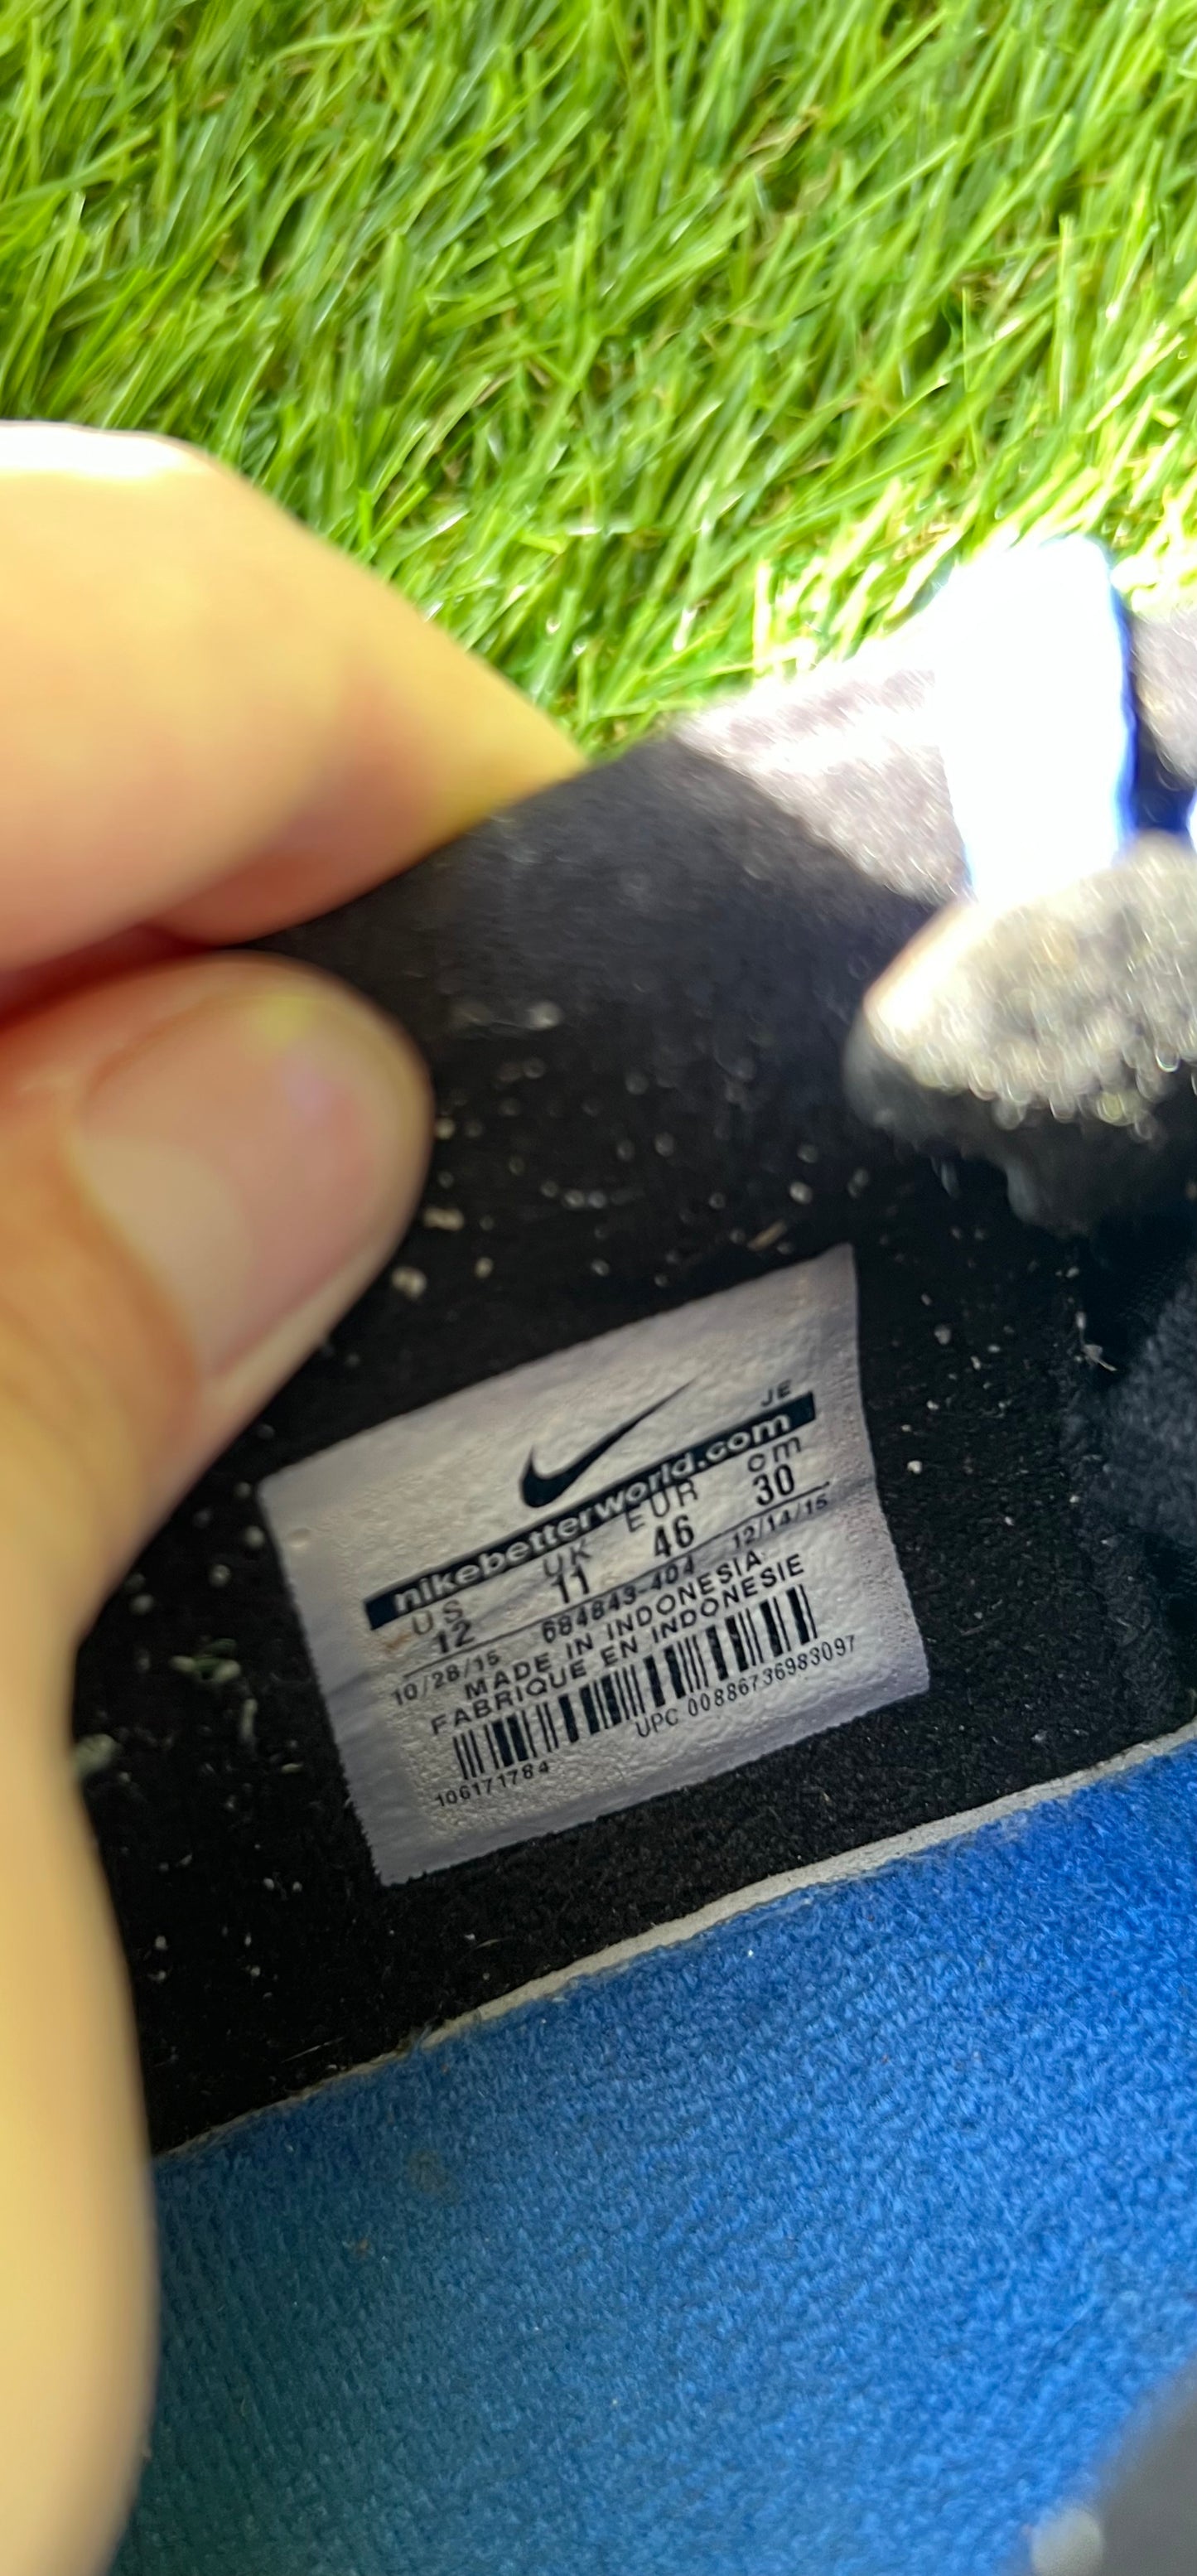 JE
nikebetterworld.com
US UK EUR cm
12 11 46 30
10/28/15 684843-404 12/14/15
MADE IN INDONESIA
FABRIQUE EN INDONESIE
UPC 00886736983097
106171784